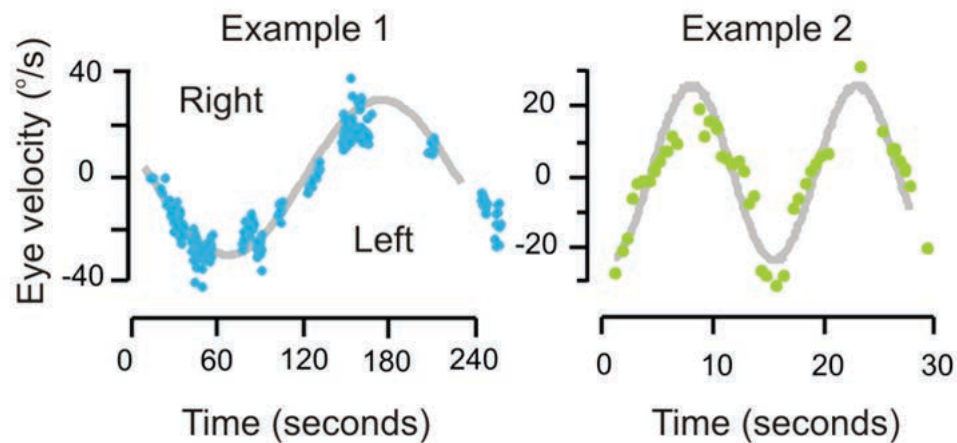 Example 1
Example 2
Eye velocity (°/s)
40
0
-40
Right
Left
0 60 120 180 240
Time (seconds)
20
0
-20
0 10 20 30
Time (seconds)